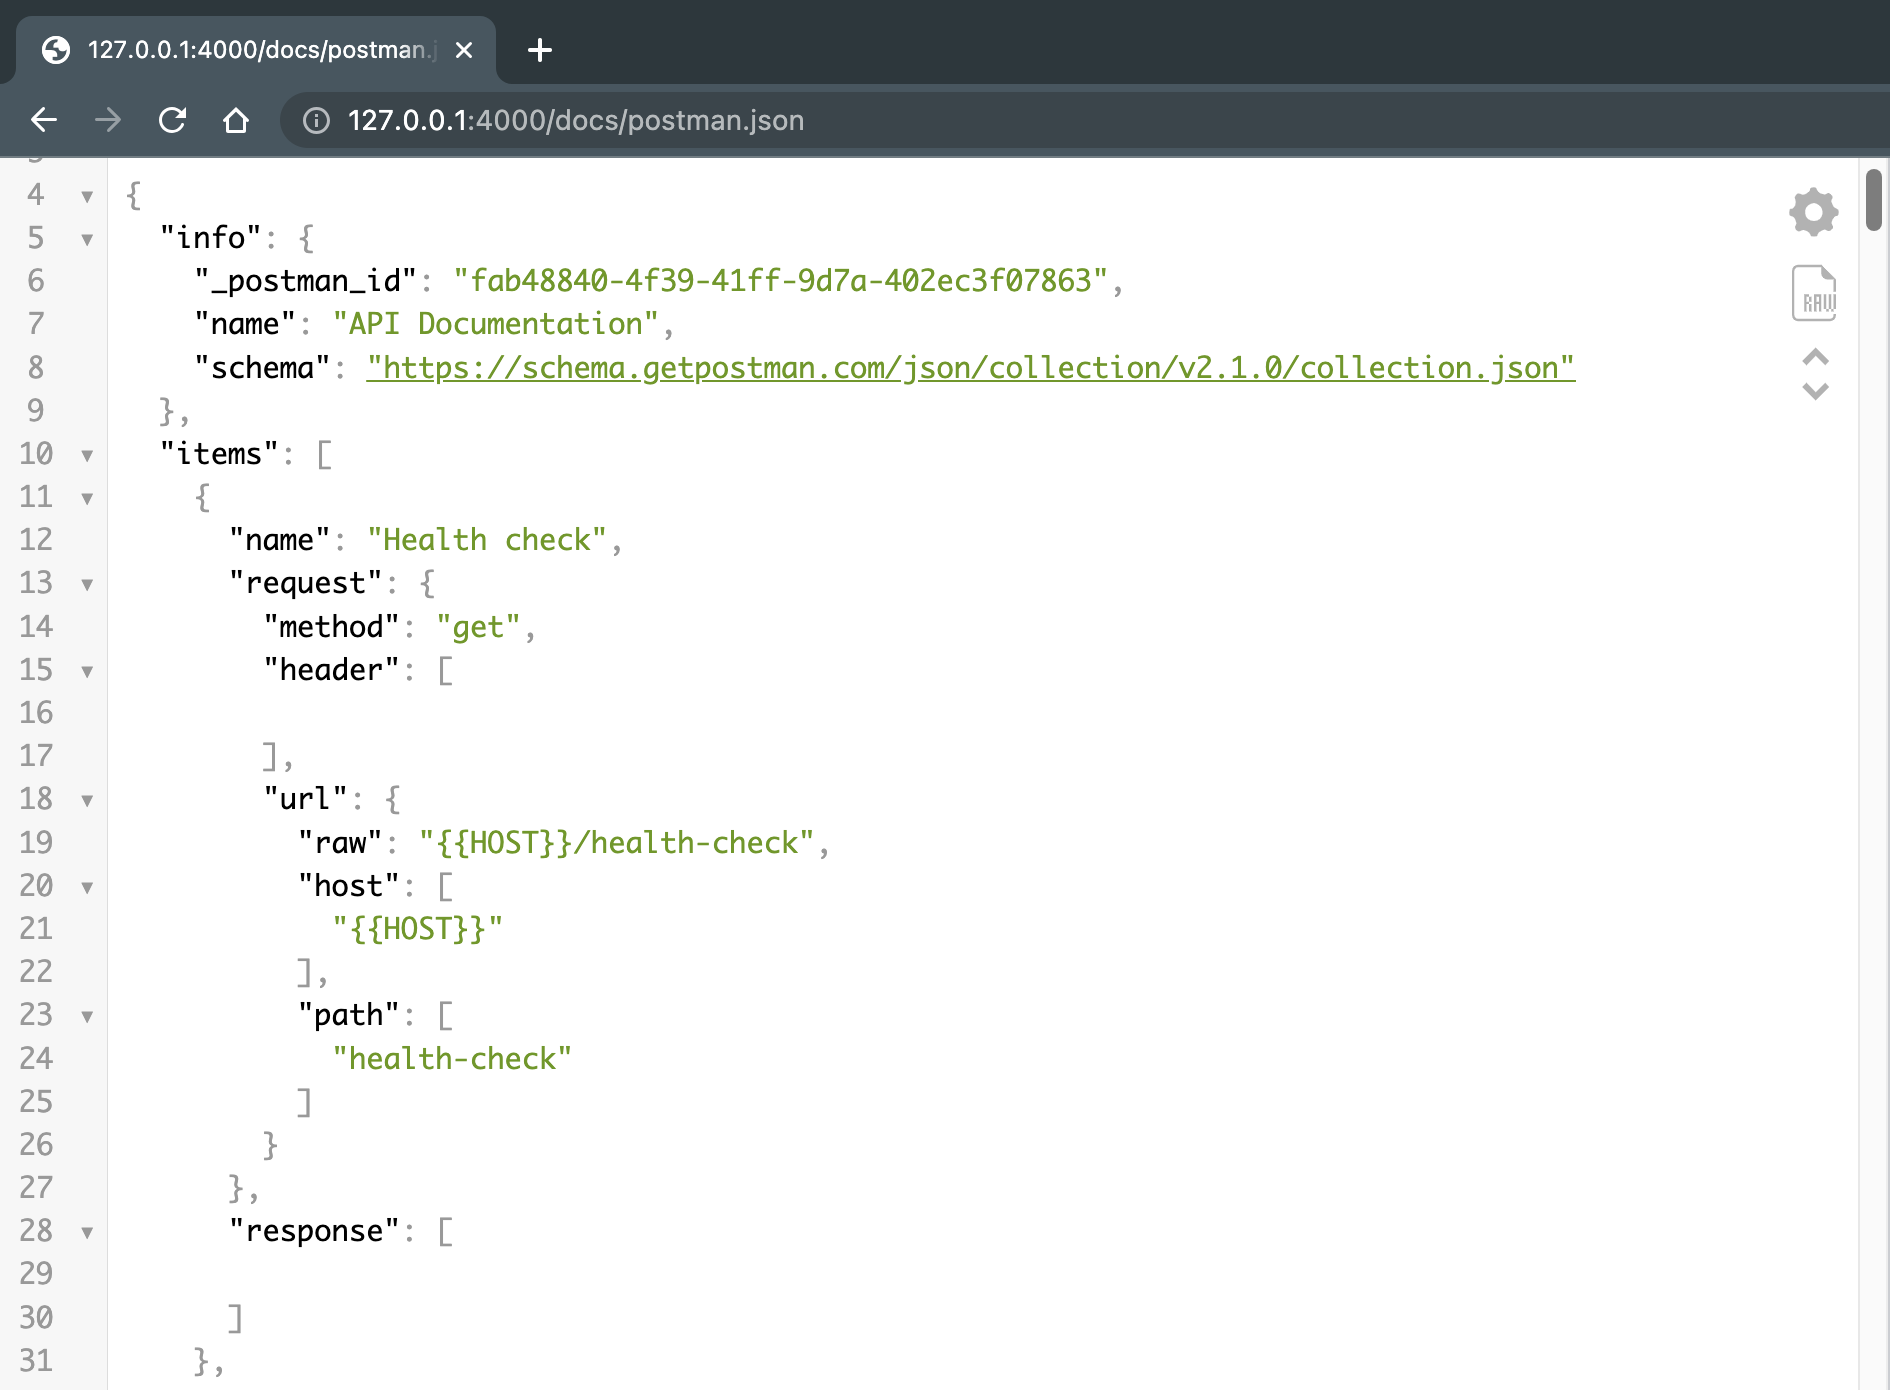 127.0.0.1:4000/docs/postman.j
127.0.0.1:4000/docs/postman.json
4 {
5 "info": {
6 "_postman_id": "fab48840-4f39-41ff-9d7a-402ec3f07863",
7 "name": "API Documentation",
8 "schema": "https://schema.getpostman.com/json/collection/v2.1.0/collection.json"
9 },
10 "items": [
11 {
12 "name": "Health check",
13 "request": {
14 "method": "get",
15 "header": [
16
17 ],
18 "url": {
19 "raw": "{{HOST}}/health-check",
20 "host": [
21 "{{HOST}}"
22 ],
23 "path": [
24 "health-check"
25 ]
26 }
27 },
28 "response": [
29
30 ]
31 },
RAW